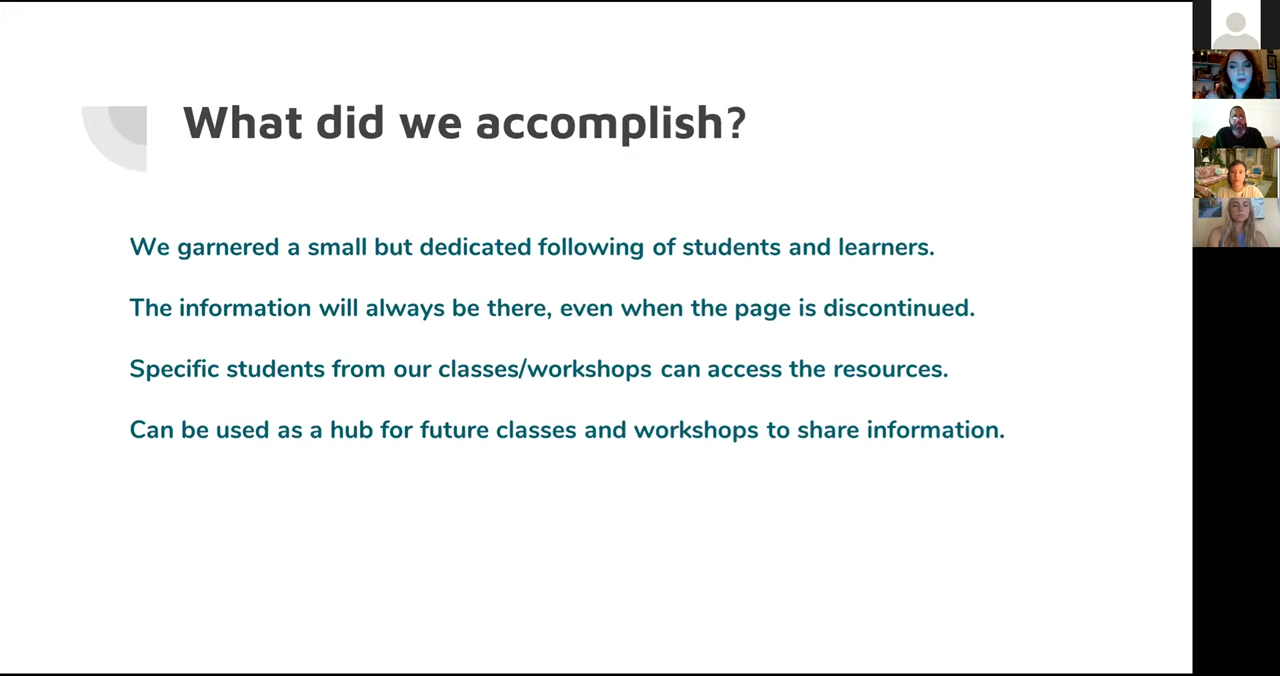 What did we accomplish?
We garnered a small but dedicated following of students and learners.
The information will always be there, even when the page is discontinued.
Specific students from our classes/workshops can access the resources.
Can be used as a hub for future classes and workshops to share information.